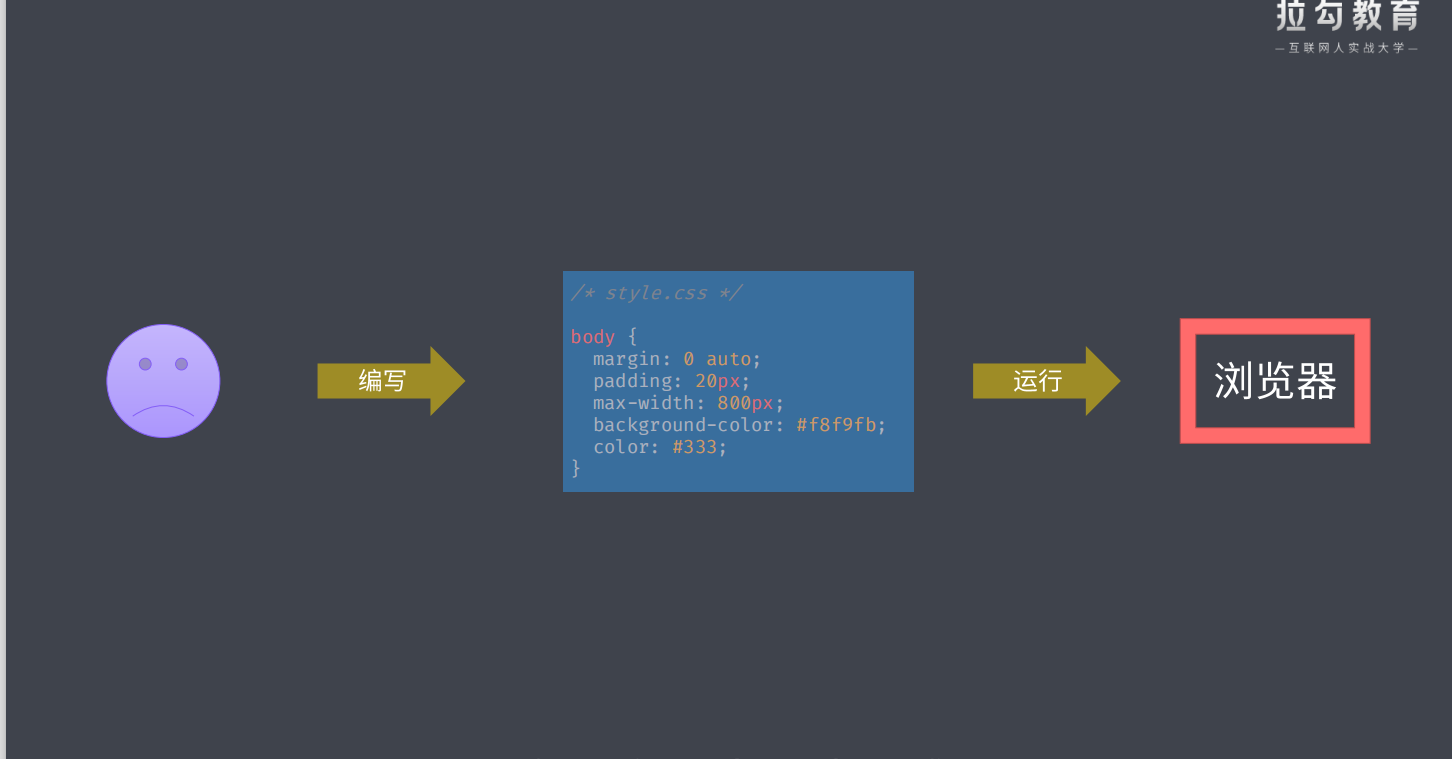 拉勾教育
—互联网人实战大学—
编写
/* style.css */
body {
  margin: 0 auto;
  padding: 20px;
  max-width: 800px;
  background-color: #f8f9fb;
  color: #333;
}
运行
浏览器